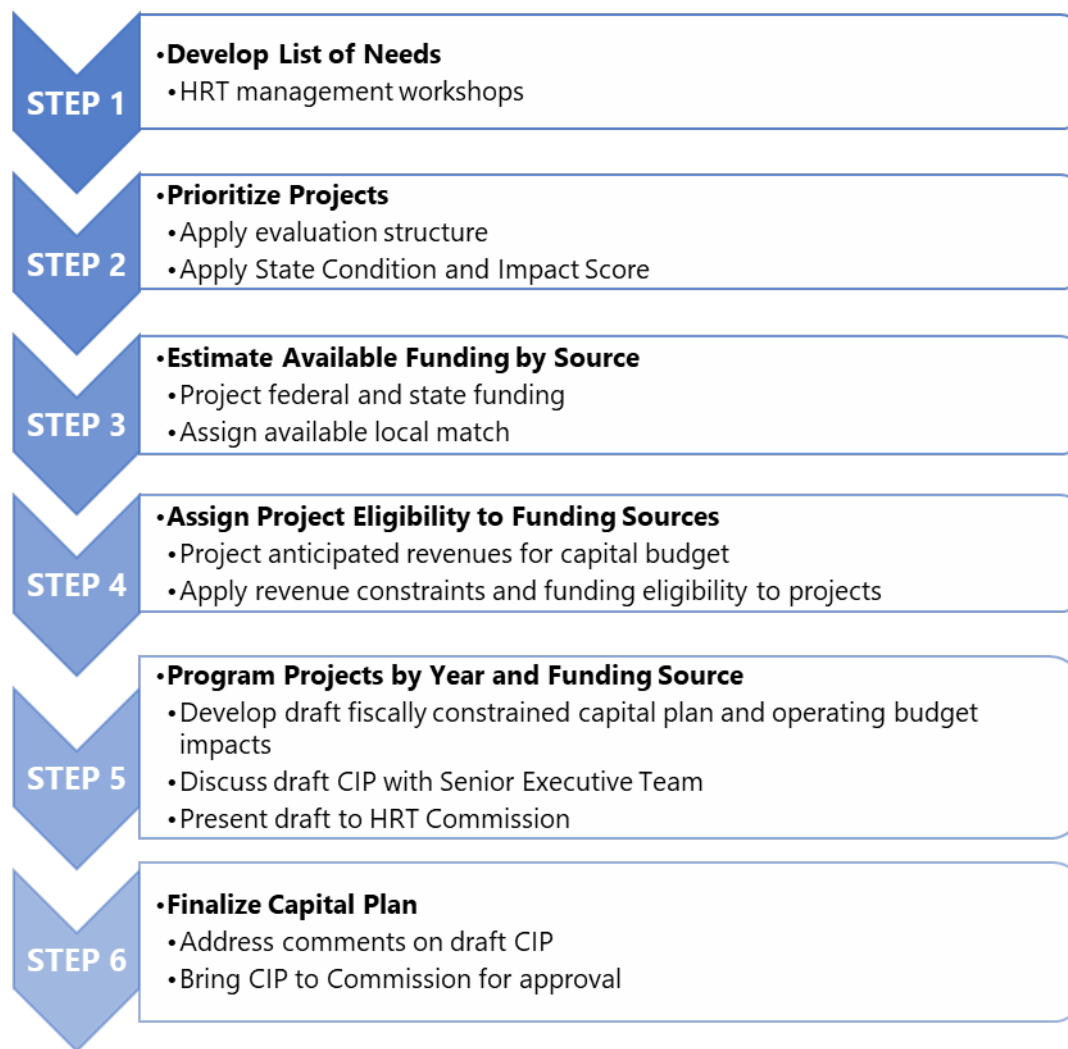 STEP 1
•Develop List of Needs
•HRT management workshops
STEP 2
•Prioritize Projects
•Apply evaluation structure
•Apply State Condition and Impact Score
STEP 3
•Estimate Available Funding by Source
•Project federal and state funding
•Assign available local match
STEP 4
•Assign Project Eligibility to Funding Sources
•Project anticipated revenues for capital budget
•Apply revenue constraints and funding eligibility to projects
STEP 5
•Program Projects by Year and Funding Source
•Develop draft fiscally constrained capital plan and operating budget
impacts
•Discuss draft CIP with Senior Executive Team
•Present draft to HRT Commission
STEP 6
•Finalize Capital Plan
•Address comments on draft CIP
•Bring CIP to Commission for approval